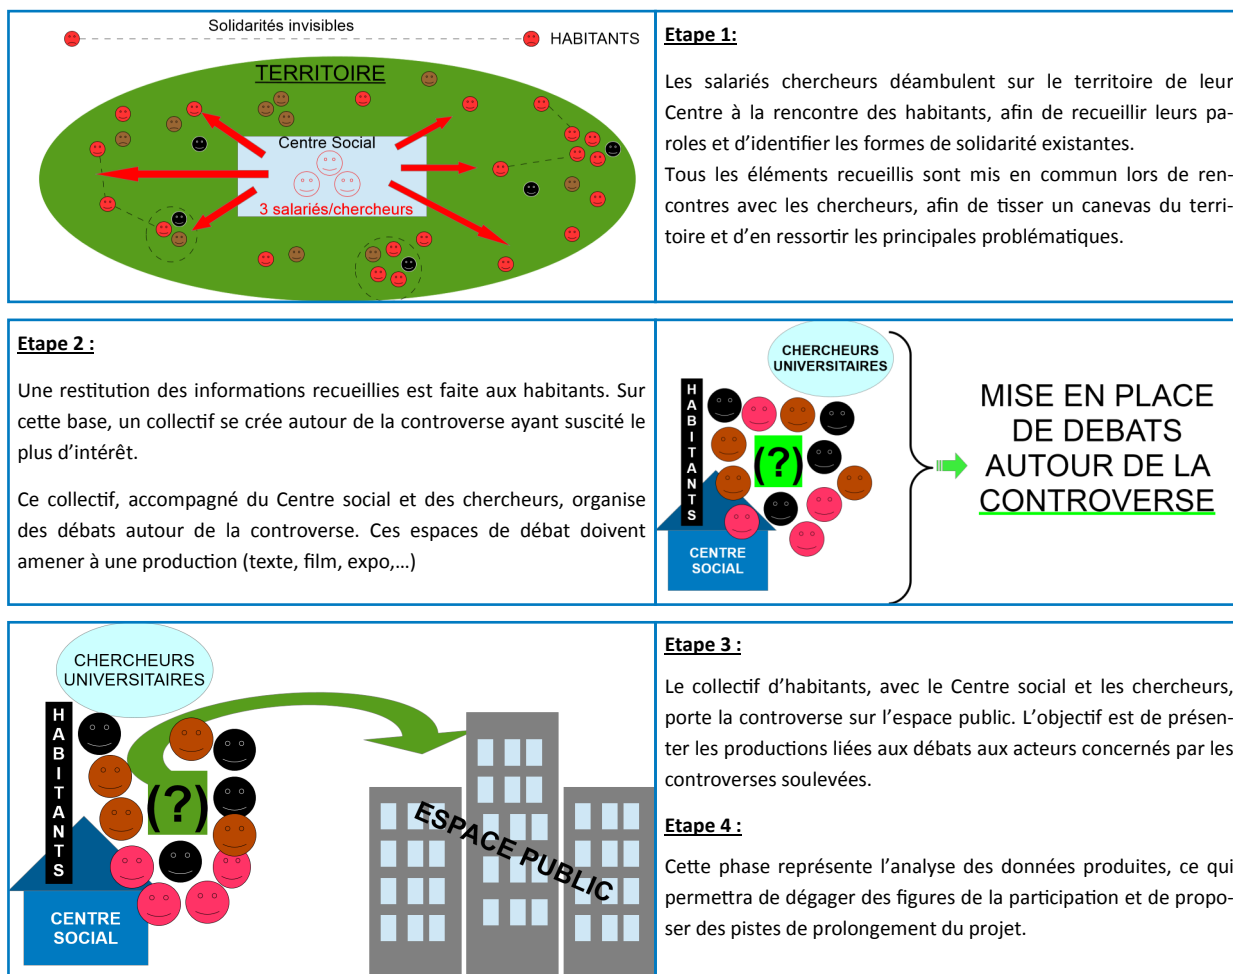 Solidarités invisibles
HABITANTS
TERRITOIRE
Centre Social
3 salariés/chercheurs
Etape 1:
Les salariés chercheurs déambulent sur le territoire de leur
Centre à la rencontre des habitants, afin de recueillir leurs pa-
roles et d'identifier les formes de solidarité existantes.
Tous les éléments recueillis sont mis en commun lors de ren-
contres avec les chercheurs, afin de tisser un canevas du terri-
toire et d'en ressortir les principales problématiques.
Etape 2 :
Une restitution des informations recueillies est faite aux habitants. Sur
cette base, un collectif se crée autour de la controverse ayant suscité le
plus d'intérêt.
Ce collectif, accompagné du Centre social et des chercheurs, organise
des débats autour de la controverse. Ces espaces de débat doivent
amener à une production (texte, film, expo,...)
CHERCHEURS
UNIVERSITAIRES
HABITANTS
(?)
CENTRE
SOCIAL
MISE EN PLACE
DE DEBATS
AUTOUR DE LA
CONTROVERSE
CHERCHEURS
UNIVERSITAIRES
HABITANTS
(?)
CENTRE
SOCIAL
ESPACE PUBLIC
Etape 3 :
Le collectif d'habitants, avec le Centre social et les chercheurs,
porte la controverse sur l'espace public. L'objectif est de présen-
ter les productions liées aux débats aux acteurs concernés par les
controverses soulevées.
Etape 4 :
Cette phase représente l'analyse des données produites, ce qui
permettra de dégager des figures de la participation et de propo-
ser des pistes de prolongement du projet.